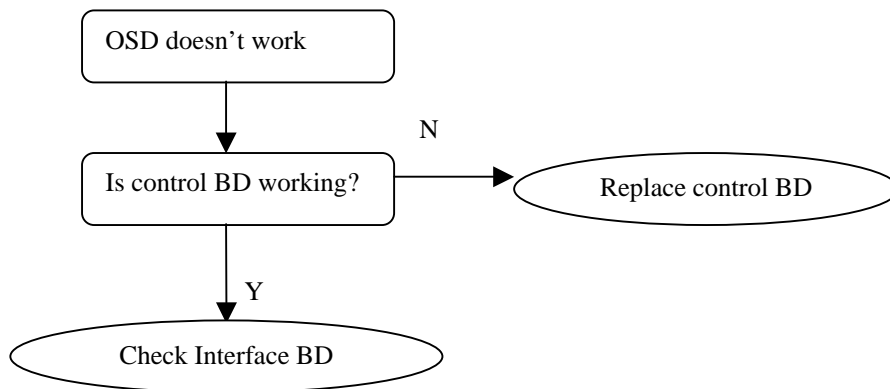 OSD doesn’t work
N
Is control BD working?
Replace control BD
Y
Check Interface BD